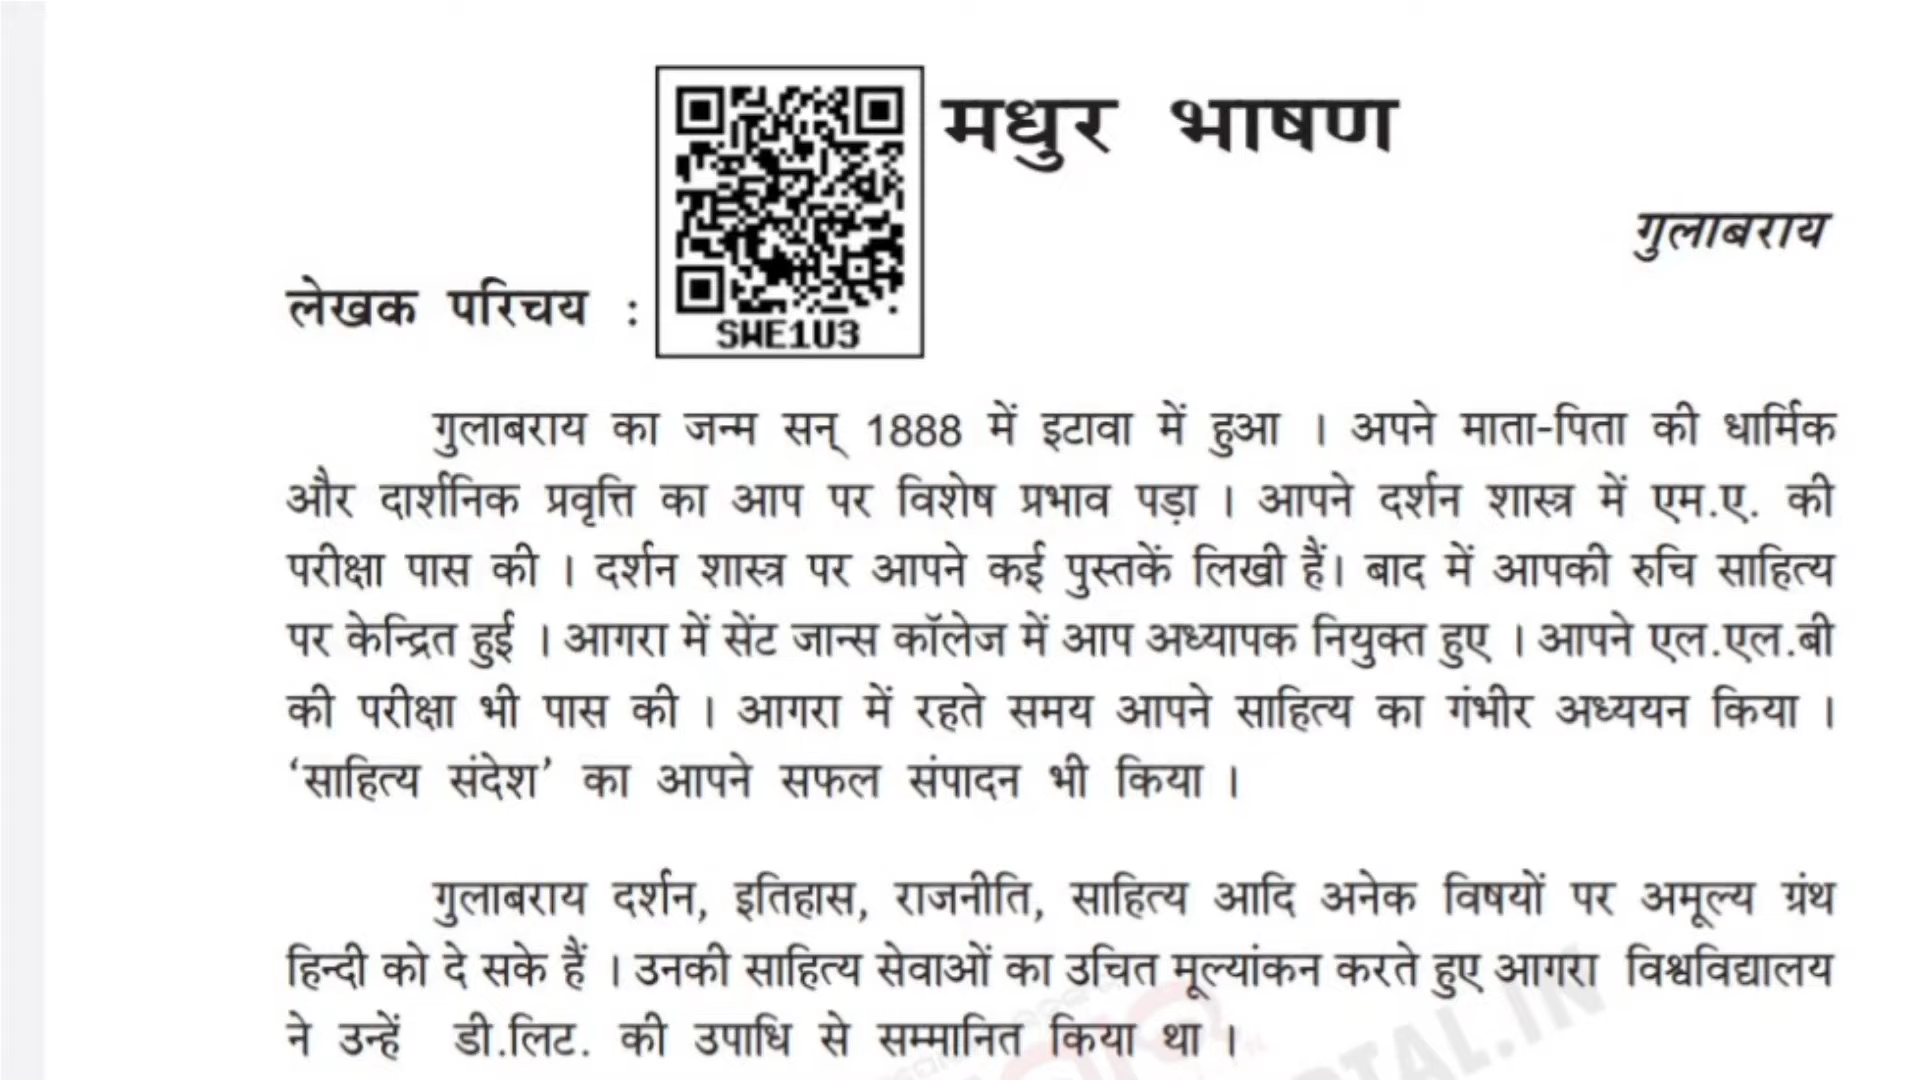 मधुर भाषण
गुलाबराय
लेखक परिचय :
SWE1U3
गुलाबराय का जन्म सन् 1888 में इटावा में हुआ । अपने माता-पिता की धार्मिक
और दार्शनिक प्रवृत्ति का आप पर विशेष प्रभाव पड़ा । आपने दर्शन शास्त्र में एम.ए. की
परीक्षा पास की । दर्शन शास्त्र पर आपने कई पुस्तकें लिखी हैं। बाद में आपकी रुचि साहित्य
पर केन्द्रित हुई । आगरा में सेंट जान्स कॉलेज में आप अध्यापक नियुक्त हुए । आपने एल.एल.बी
की परीक्षा भी पास की । आगरा में रहते समय आपने साहित्य का गंभीर अध्ययन किया ।
‘साहित्य संदेश’ का आपने सफल संपादन भी किया ।
गुलाबराय दर्शन, इतिहास, राजनीति, साहित्य आदि अनेक विषयों पर अमूल्य ग्रंथ
हिन्दी को दे सके हैं । उनकी साहित्य सेवाओं का उचित मूल्यांकन करते हुए आगरा विश्वविद्यालय
ने उन्हें डी.लिट. की उपाधि से सम्मानित किया था ।